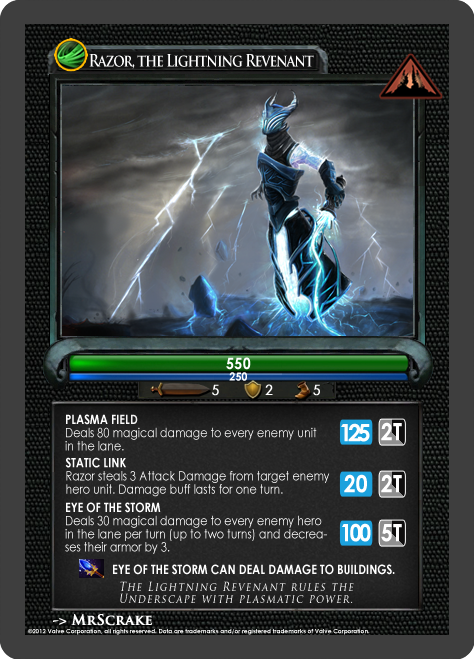 RAZOR, THE LIGHTNING REVENANT
550
250
5 2 5
PLASMA FIELD
Deals 80 magical damage to every enemy unit
in the lane.
125 2T
STATIC LINK
Razor steals 3 Attack Damage from target enemy
hero unit. Damage buff lasts for one turn.
20 2T
EYE OF THE STORM
Deals 30 magical damage to every enemy hero
in the lane per turn (up to two turns) and decrea-
ses their armor by 3.
100 5T
EYE OF THE STORM CAN DEAL DAMAGE TO BUILDINGS.
THE LIGHTNING REVENANT RULES THE
UNDERSCAPE WITH PLASMATIC POWER.
-> MRSCRAKE
©2012 Valve Corporation, all rights reserved. Dota are trademarks and/or registered trademarks of Valve Corporation.